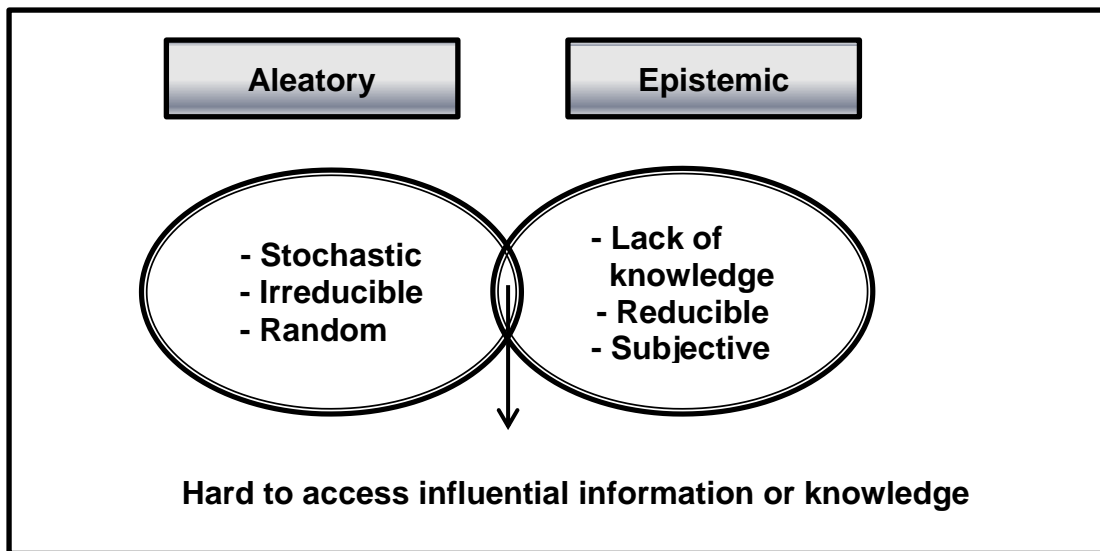 Aleatory
Epistemic
- Stochastic
- Irreducible
- Random
- Lack of
knowledge
- Reducible
- Subjective
Hard to access influential information or knowledge